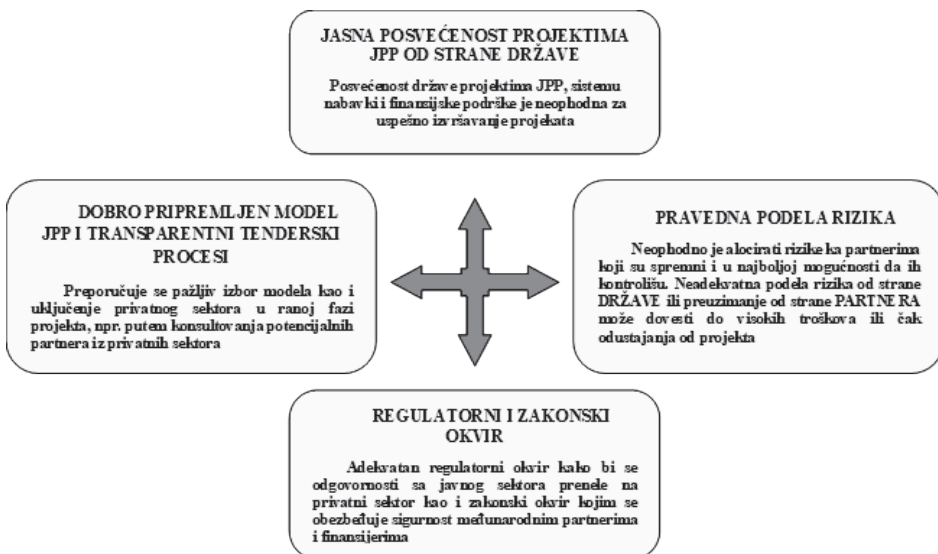 JASNA POSVEĆENOST PROJEKTIMA
JPP OD STRANE DRŽAVE
Posvećenost države projektima JPP, sistemu
nabavki i finansijske podrške je neophodna za
uspešno izvršavanje projekata
DOBRO PRIPREMLJEN MODEL
JPP I TRANSPARENTNI TENDERSKI
PROCESI
Preporučuje se pažljiv izbor modela kao i
uključenje privatnog sektora u ranoj fazi
projekta, npr. putem konsultovanja potencijalnih
partnera iz privatnih sektora
PRAVEDNA PODELA RIZIKA
Neophodno je alocirati rizike ka partnerima
koji su spremni i u najboljoj mogućnosti da ih
kontrolišu. Neadekvatna podela rizika od strane
DRŽAVE ili preuzimanje od strane PARTNERA
može dovesti do visokih troškova ili čak
odustajanja od projekta
REGULATORNI I ZAKONSKI
OKVIR
Adekvatan regulatorni okvir kako bi se
odgovornosti sa javnog sektora prenele na
privatni sektor kao i zakonski okvir kojim se
obezbeđuje sigurnost međunarodnim partnerima
i finansijerima